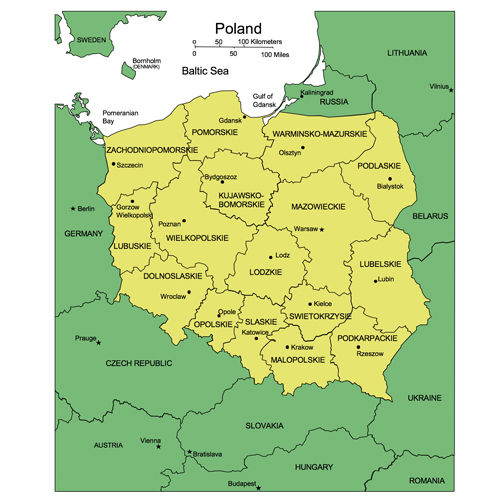 Poland
0 50 100 Kilometers
0 50 100 Miles
SWEDEN
Bornholm
(DENMARK)
Baltic Sea
LITHUANIA
Vilnius
Kaliningrad
RUSSIA
Gulf of
Gdansk
Pomeranian
Bay
Gdansk
POMORSKIE
WARMINSKO-MAZURSKIE
Olsztyn
ZACHODNIOPOMORSKIE
Szczecin
PODLASKIE
Bialystok
Bydgoszoz
KUJAWSKO-
BOMORSKIE
Gorzow
Wielkopolski
Berlin
GERMANY
LUBUSKIE
Poznan
WIELKOPOLSKIE
MAZOWIECKIE
Warsaw
BELARUS
Lodz
LODZKIE
LUBELSKIE
Lubin
DOLNOSLASKIE
Wroclaw
Kielce
SWIETOKRZYSIE
Opole
OPOLSKIE
SLASKIE
Katowice
Krakow
MALOPOLSKIE
PODKARPACKIE
Rzeszow
Prauge
CZECH REPUBLIC
UKRAINE
SLOVAKIA
AUSTRIA
Vienna
Bratislava
HUNGARY
Budapest
ROMANIA